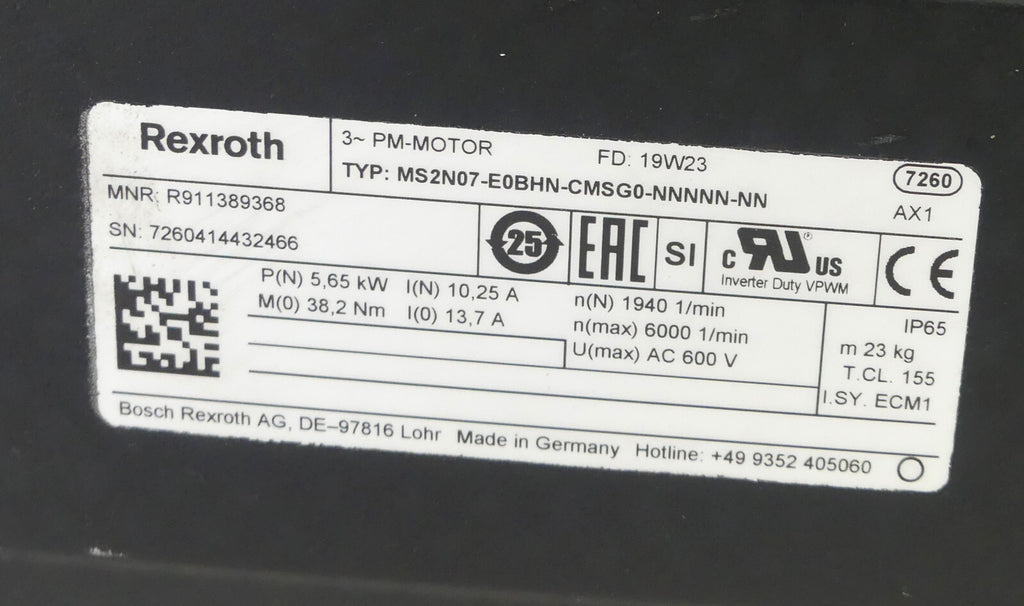 Rexroth
3~ PM-MOTOR FD: 19W23
TYP: MS2N07-E0BHN-CMSG0-NNNNN-NN
7260
AX1
MNR: R911389368
SN: 7260414432466
25
EAC
SI
c RU US
Inverter Duty VPWM
CE
P(N) 5,65 kW I(N) 10,25 A
M(0) 38,2 Nm I(0) 13,7 A
n(N) 1940 1/min
n(max) 6000 1/min
U(max) AC 600 V
IP65
m 23 kg
T.CL. 155
I.SY. ECM1
Bosch Rexroth AG, DE–97816 Lohr Made in Germany Hotline: +49 9352 405060